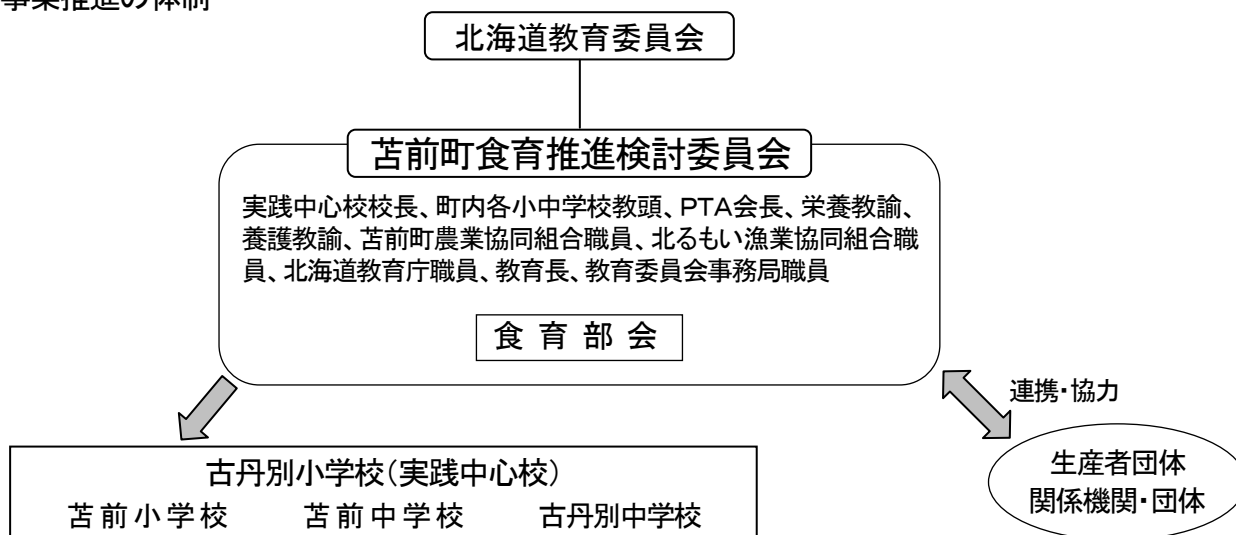 事業推進の体制
北海道教育委員会
苫前町食育推進検討委員会
実践中心校校長、町内各小中学校教頭、PTA会長、栄養教諭、
養護教諭、苫前町農業協同組合職員、北るもい漁業協同組合職
員、北海道教育庁職員、教育長、教育委員会事務局職員
食育部会
連携・協力
古丹別小学校(実践中心校)
苫前小学校 苫前中学校 古丹別中学校
生産者団体
関係機関・団体